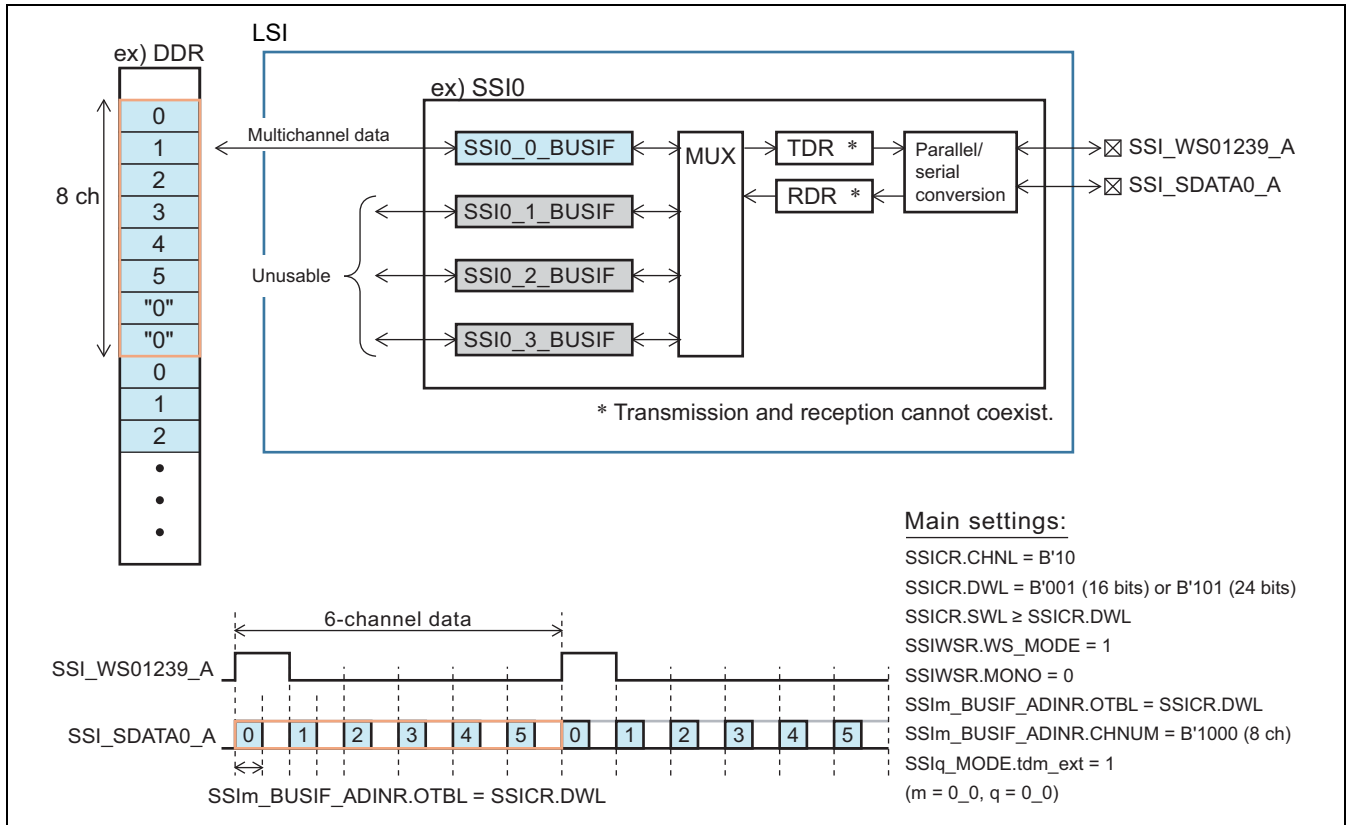 LSI
ex) DDR
ex) SSI0
0
1
2
3
4
5
"0"
"0"
0
1
2
8 ch
Multichannel data
Unusable
SSI0_0_BUSIF
SSI0_1_BUSIF
SSI0_2_BUSIF
SSI0_3_BUSIF
MUX
TDR *
RDR *
Parallel/
serial
conversion
SSI_WS01239_A
SSI_SDATA0_A
* Transmission and reception cannot coexist.
Main settings:
SSICR.CHNL = B'10
SSICR.DWL = B'001 (16 bits) or B'101 (24 bits)
SSICR.SWL ≥ SSICR.DWL
SSIWSR.WS_MODE = 1
SSIWSR.MONO = 0
SSIm_BUSIF_ADINR.OTBL = SSICR.DWL
SSIm_BUSIF_ADINR.CHNUM = B'1000 (8 ch)
SSIq_MODE.tdm_ext = 1
(m = 0_0, q = 0_0)
6-channel data
SSI_WS01239_A
SSI_SDATA0_A 0 1 2 3 4 5 0 1 2 3 4 5
SSIm_BUSIF_ADINR.OTBL = SSICR.DWL